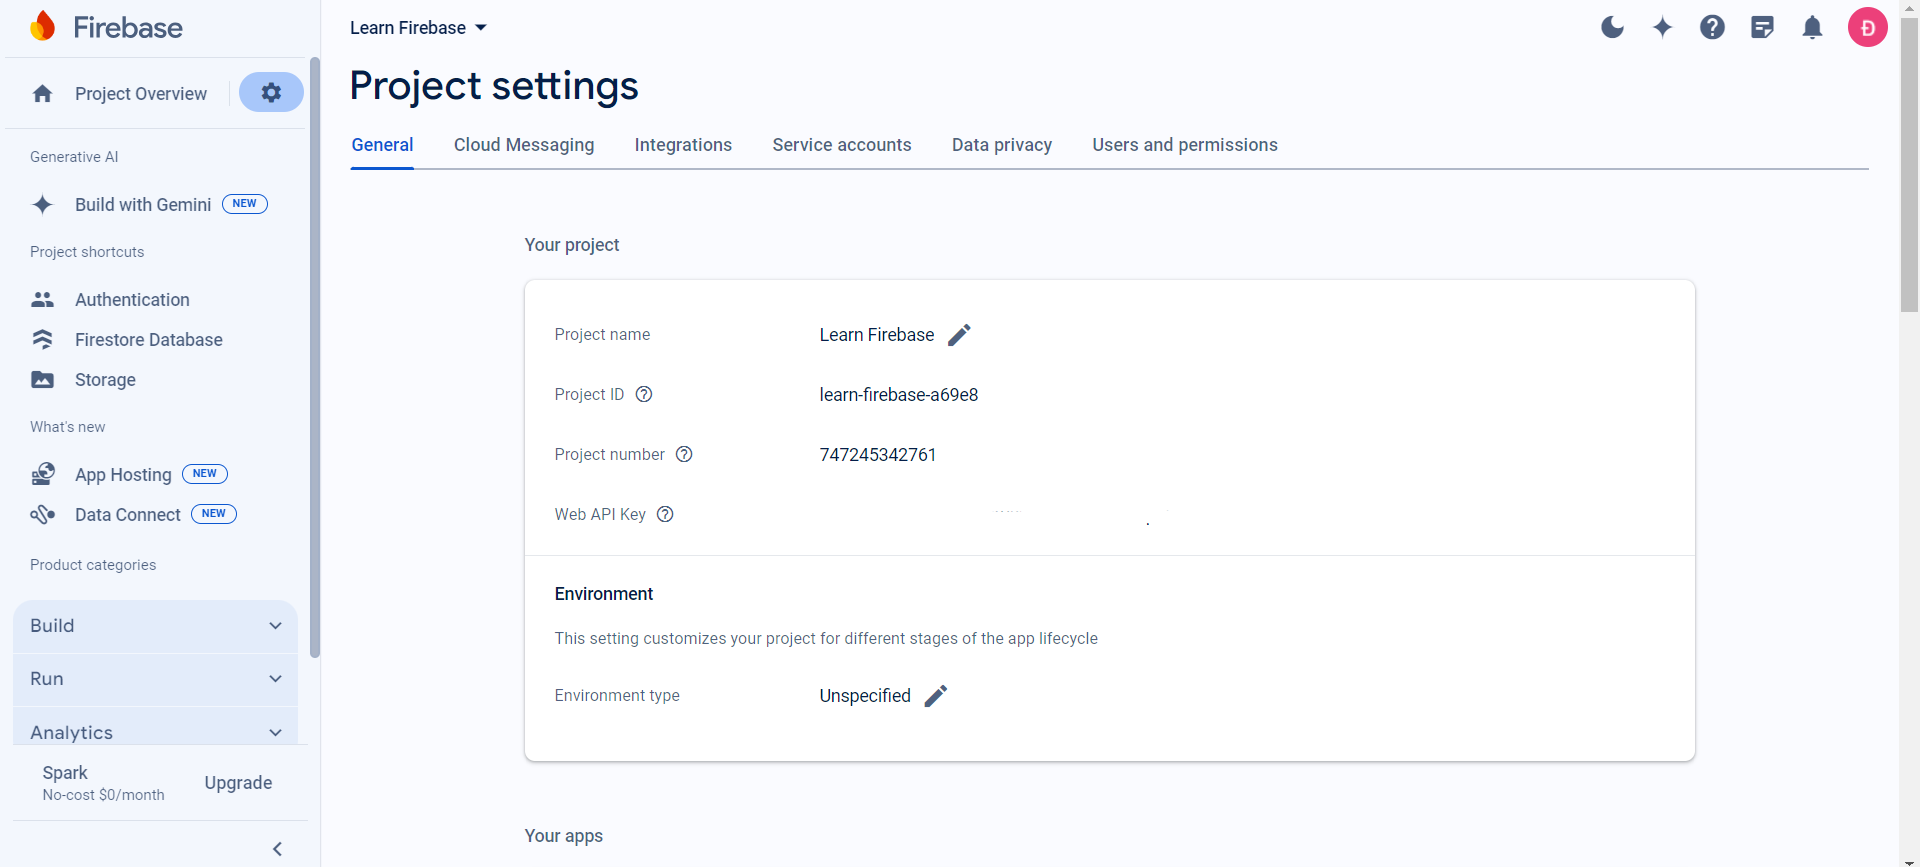 Firebase
Project Overview
Generative AI
Build with Gemini NEW
Project shortcuts
Authentication
Firestore Database
Storage
What's new
App Hosting NEW
Data Connect NEW
Product categories
Build
Run
Analytics
Spark
No-cost $0/month
Upgrade
Learn Firebase
Đ
Project settings
General Cloud Messaging Integrations Service accounts Data privacy Users and permissions
Your project
Project name Learn Firebase
Project ID learn-firebase-a69e8
Project number 747245342761
Web API Key
Environment
This setting customizes your project for different stages of the app lifecycle
Environment type Unspecified
Your apps